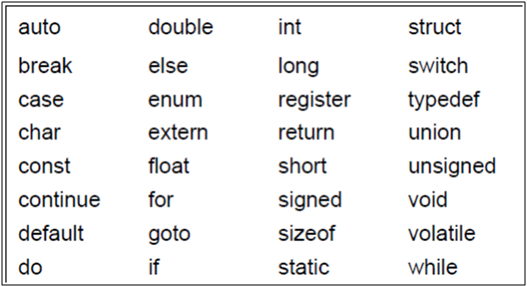 auto double int struct
break else long switch
case enum register typedef
char extern return union
const float short unsigned
continue for signed void
default goto sizeof volatile
do if static while